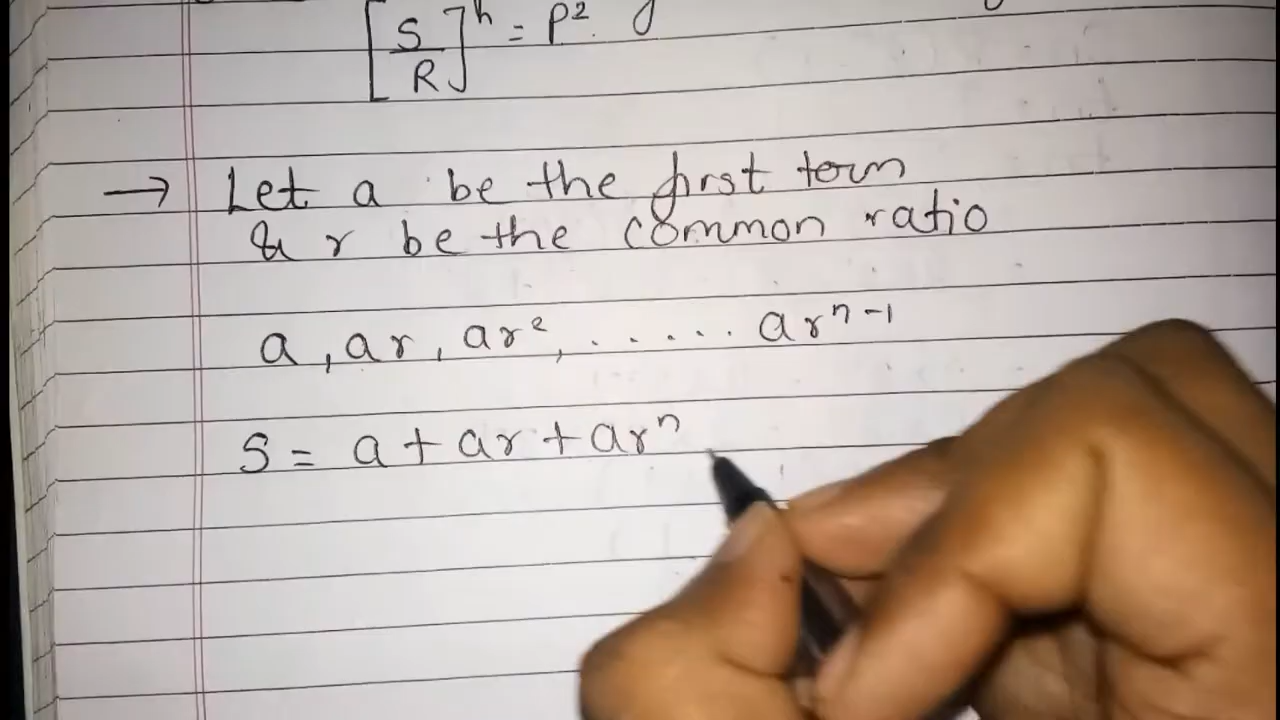 [S/R]^n = P².
→ Let a be the first term
& r be the common ratio
a, ar, ar², ...... ar^{n-1}
S = a + ar + ar^n